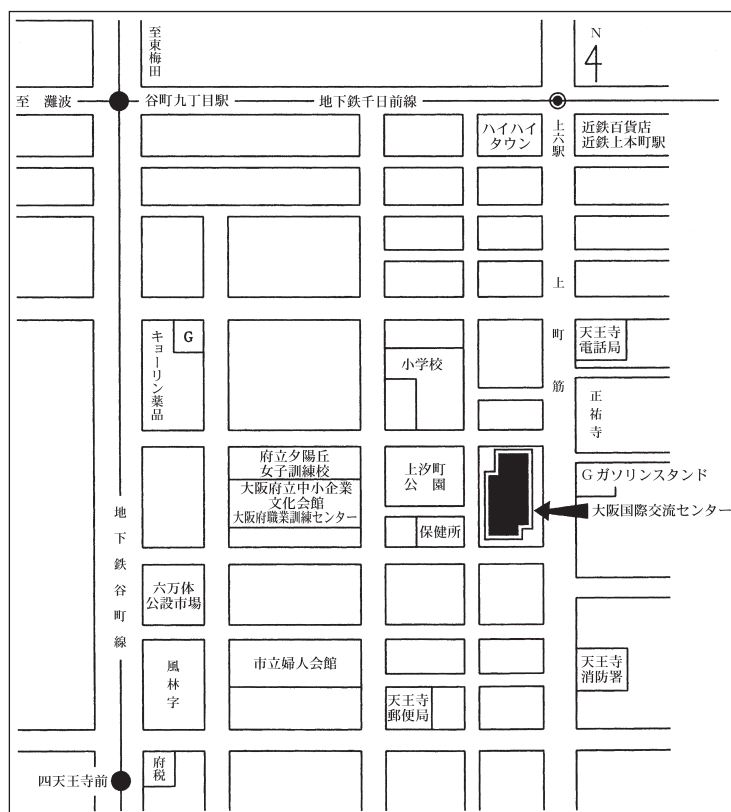 至東梅田
N
4
至 灘波
谷町九丁目駅
地下鉄千日前線
ハイハイ
タウン
上六駅
近鉄百貨店
近鉄上本町駅
上町筋
キョーリン薬品
G
小学校
天王寺
電話局
正祐寺
府立夕陽丘
女子訓練校
大阪府立中小企業
文化会館
大阪府職業訓練センター
上汐町
公園
保健所
Gガソリンスタンド
大阪国際交流センター
地下鉄谷町線
六万体
公設市場
風林字
市立婦人会館
天王寺
郵便局
天王寺
消防署
四天王寺前
府税